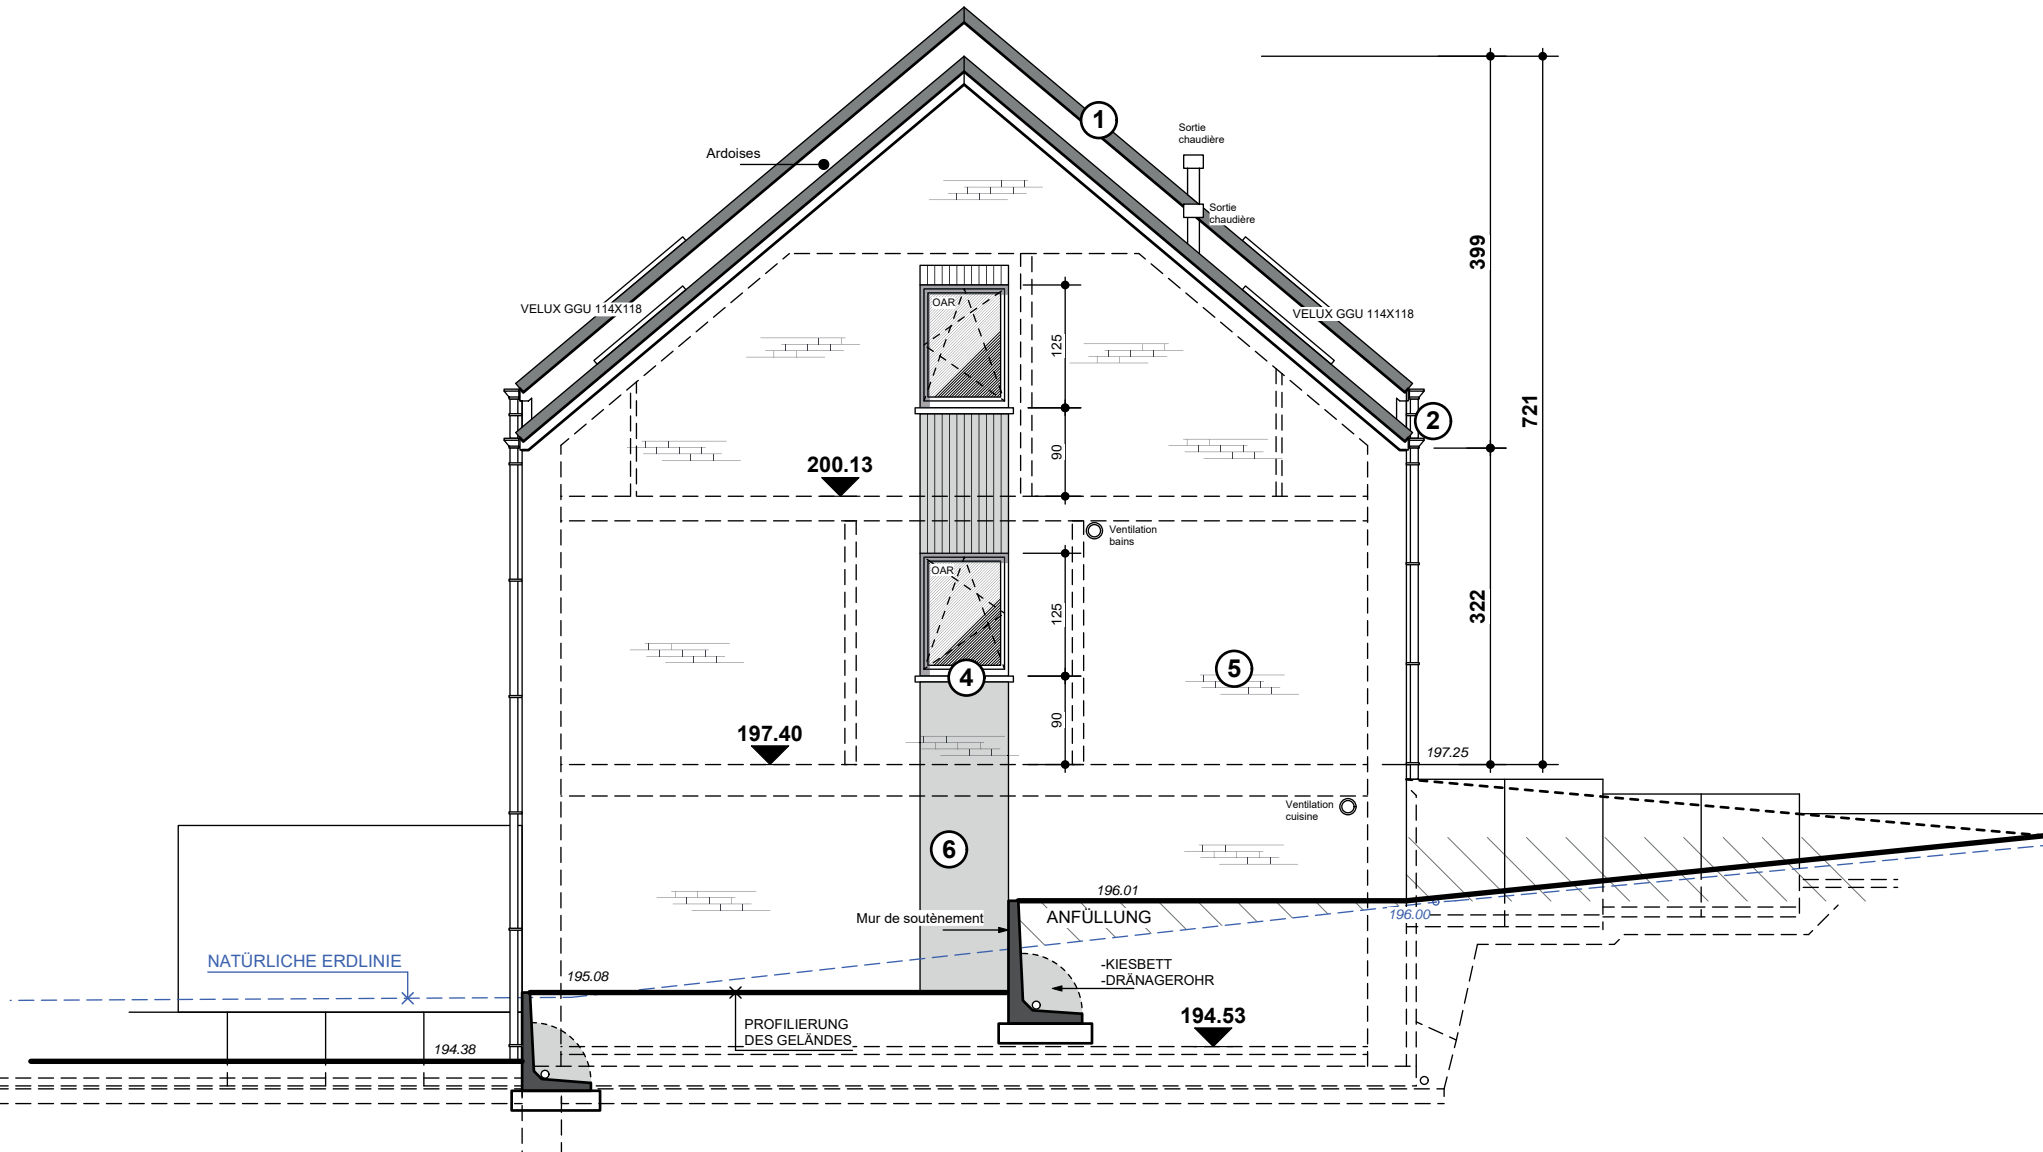 1
Sortie
chaudière
Ardoises
Sortie
chaudière
399
VELUX GGU 114X118
OAR
VELUX GGU 114X118
125
721
2
90
200.13
Ventilation
bains
OAR
125
322
4
5
90
197.40
197.25
Ventilation
cuisine
6
196.01
Mur de soutènement
ANFÜLLUNG
196.00
NATÜRLICHE ERDLINIE
195.08
-KIESBETT
-DRÄNAGEROHR
PROFILIERUNG
DES GELÄNDES
194.53
194.38